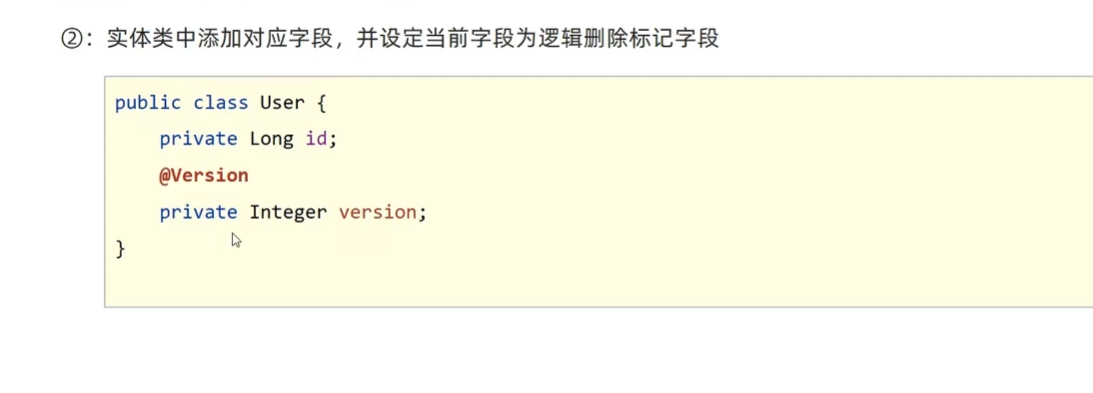 ②：实体类中添加对应字段，并设定当前字段为逻辑删除标记字段
public class User {
    private Long id;
    @Version
    private Integer version;
}